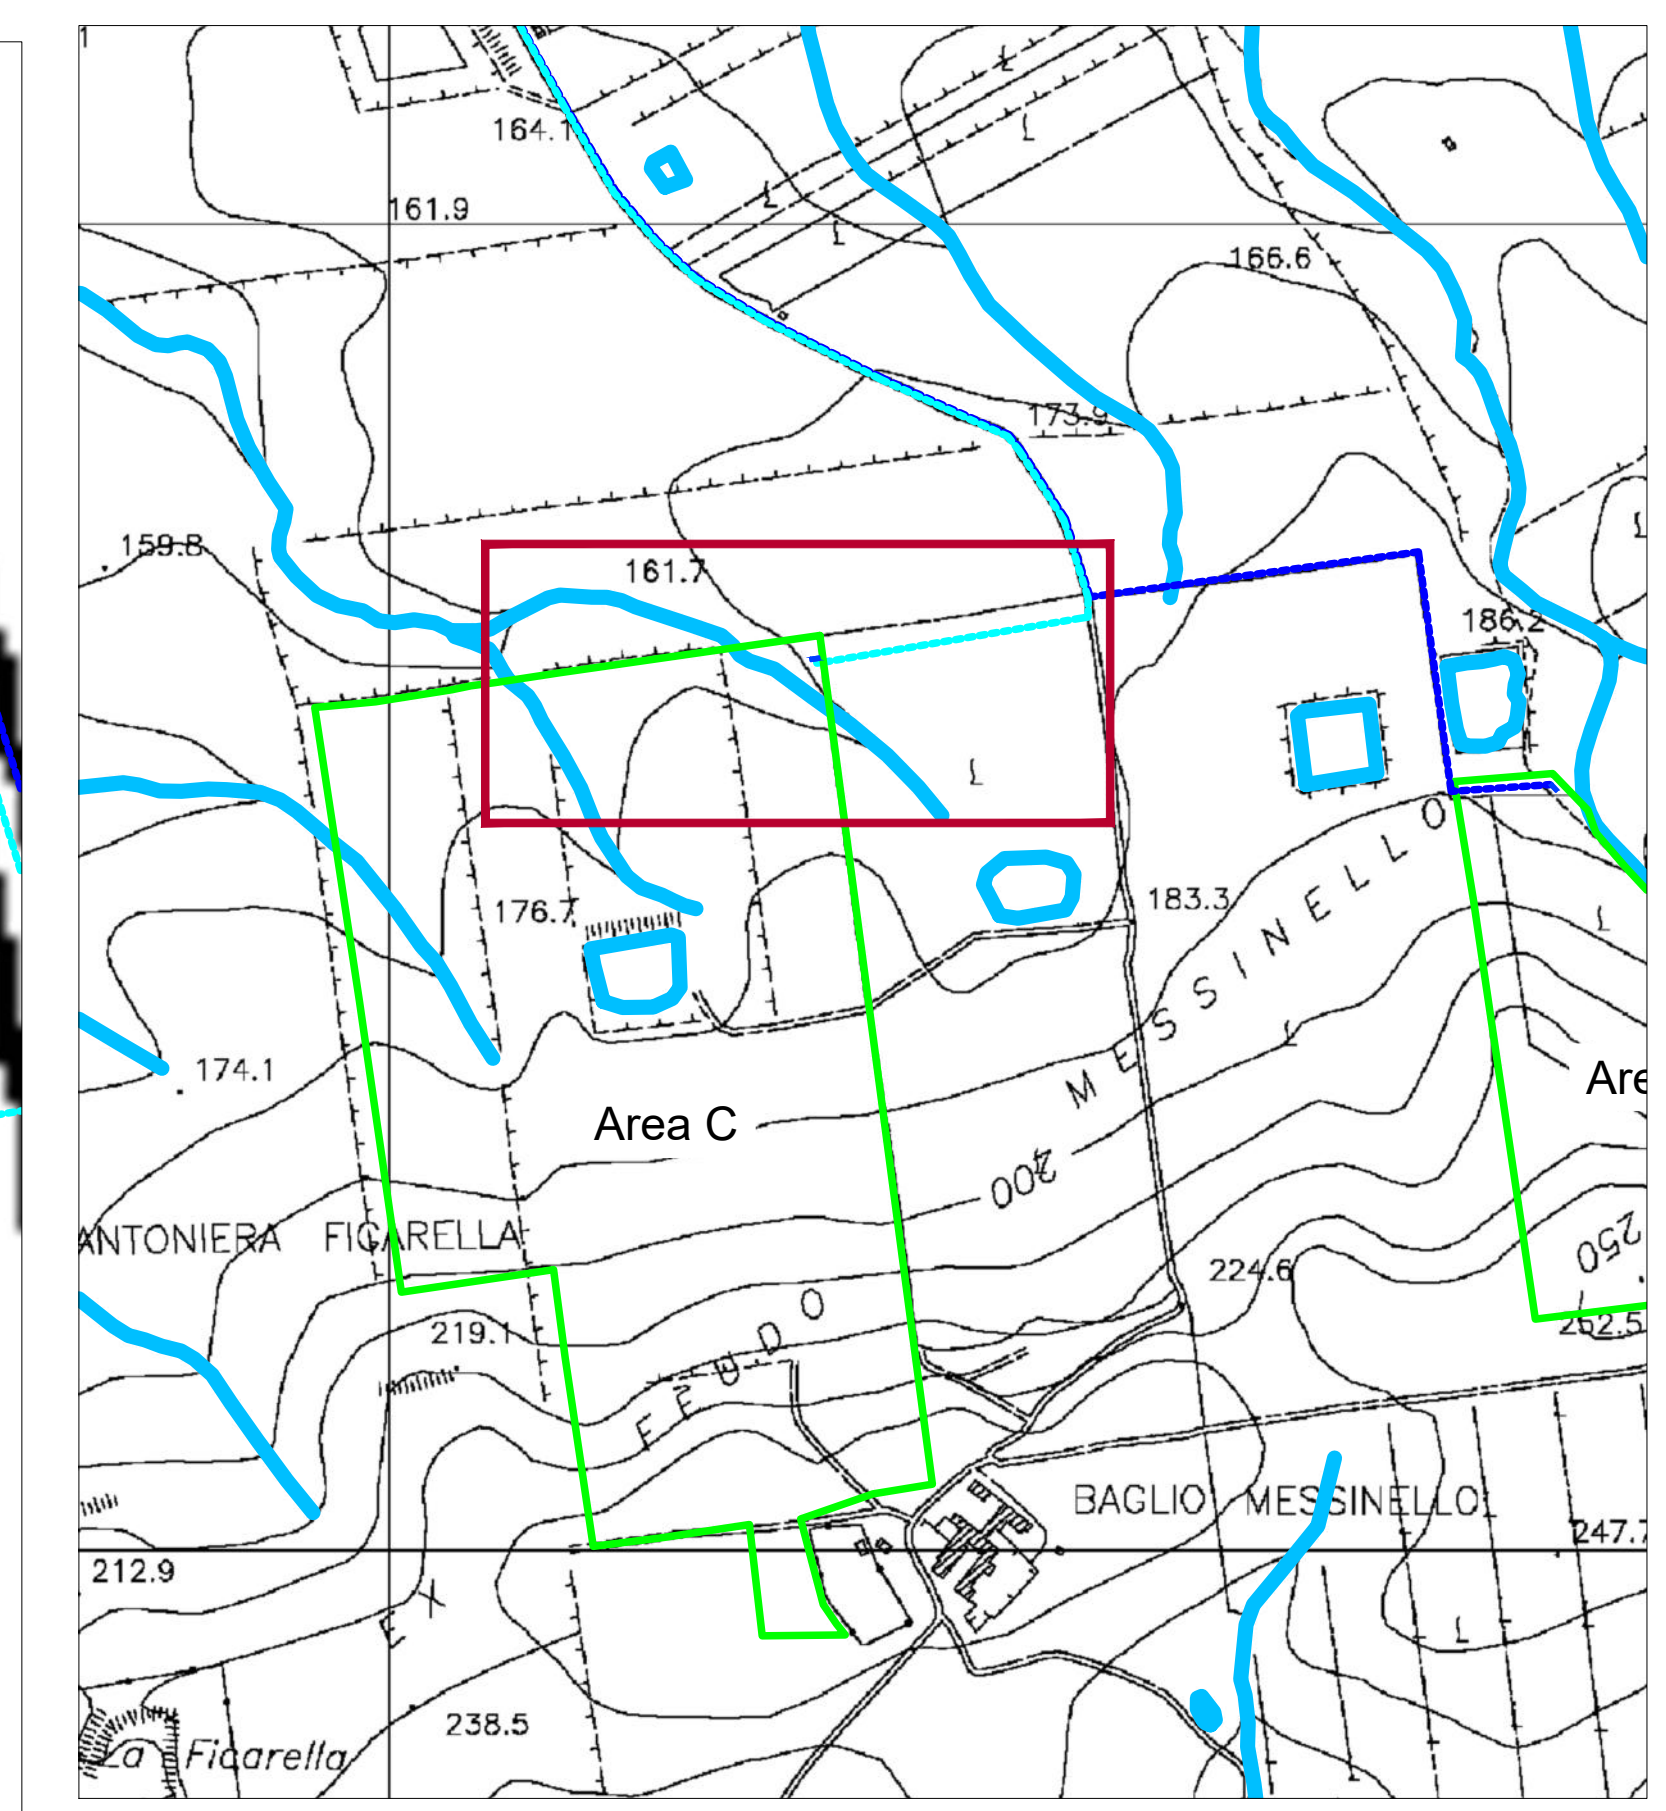 1
164.1
161.9
166.6
173.9
159.8
161.7
186.2
176.7
183.3
MESSINELLO
174.1
Area C
Are
200
ANTONIERA FICARELLA
224.6
250
219.1
252.5
FEUDO
BAGLIO MESSINELLO
247.7
212.9
EX
238.5
La Ficarella